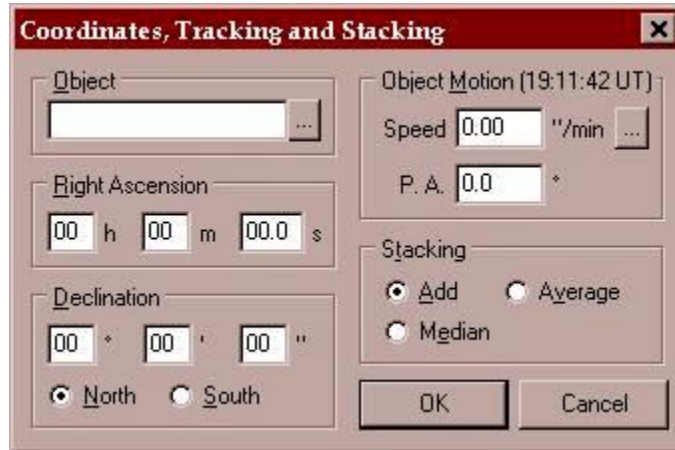 Coordinates, Tracking and Stacking
Object
...
Right Ascension
00 h 00 m 00.0 s
Declination
00 ° 00 ' 00 "
North South
Object Motion (19:11:42 UT)
Speed 0.00 "/min ...
P. A. 0.0 °
Stacking
Add Average
Median
OK Cancel